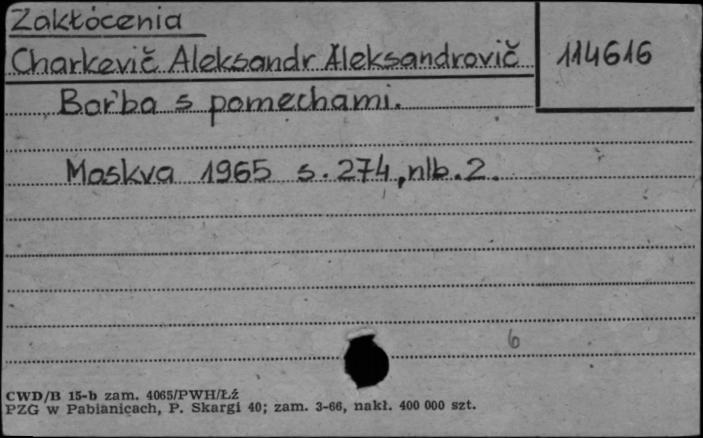 Zakłócenia
Charkevič Aleksandr Aleksandrovič
114616
Bor'ba s pomechami.
Moskva 1965 s. 274, nlb. 2.
6
CWD/B 15-b zam. 4065/PWH/Łź
PZG w Pabianicach, P. Skargi 40; zam. 3-66, nakł. 400 000 szt.